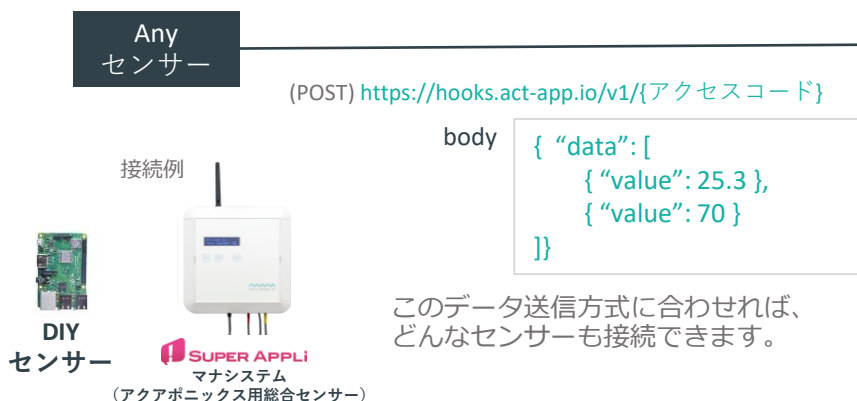 Any
センサー
(POST) https://hooks.act-app.io/v1/{アクセスコード}
body
{ “data”: [
{ “value”: 25.3 },
{ “value”: 70 }
]}
接続例
このデータ送信方式に合わせれば、
どんなセンサーも接続できます。
DIY
センサー
SUPER APPLi
マナシステム
（アクアポニックス用総合センサー）